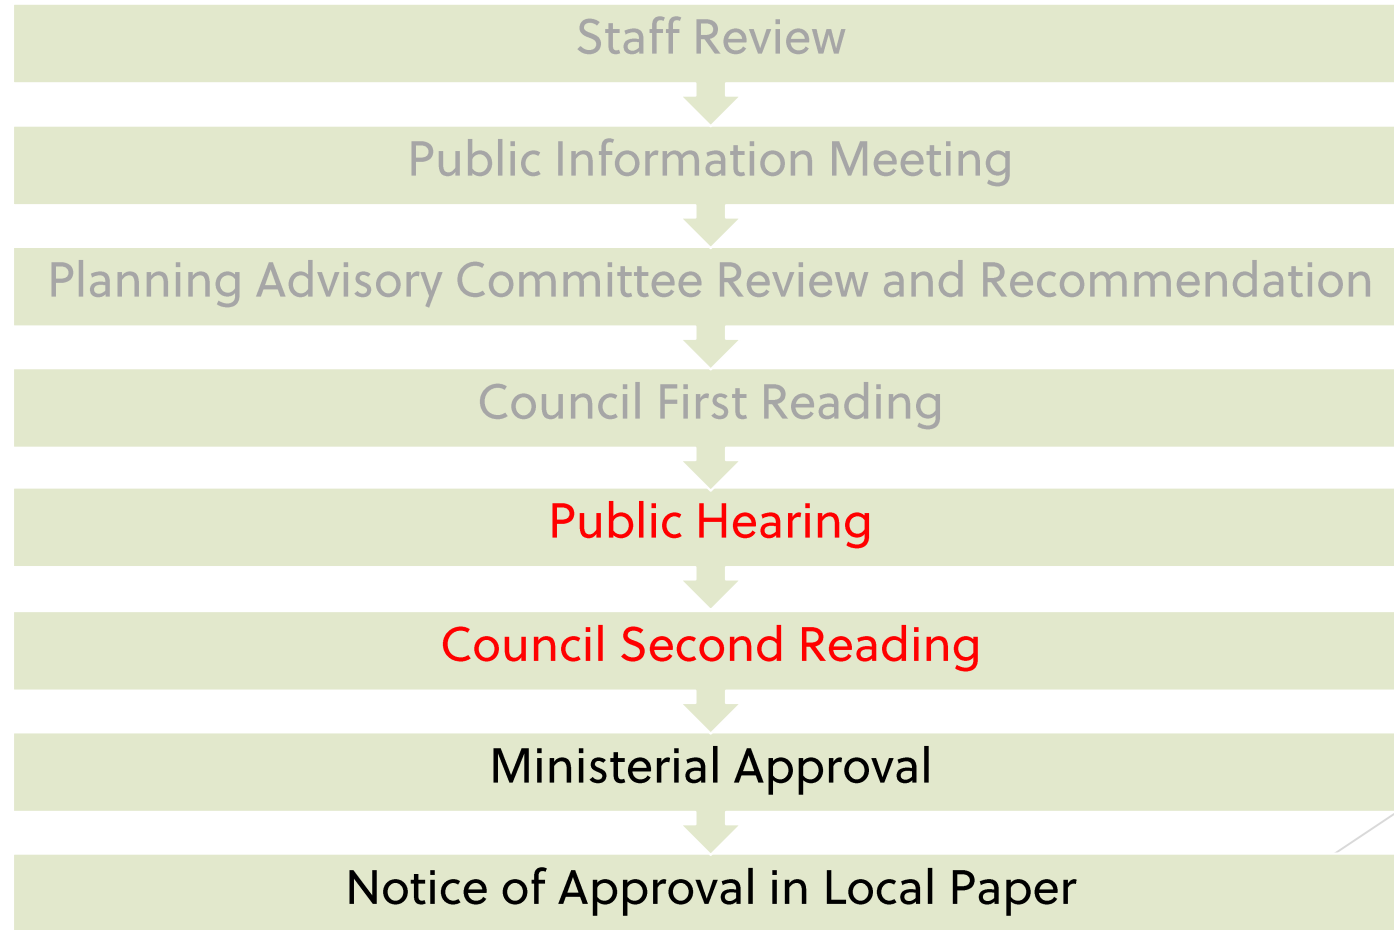 Staff Review
Public Information Meeting
Planning Advisory Committee Review and Recommendation
Council First Reading
Public Hearing
Council Second Reading
Ministerial Approval
Notice of Approval in Local Paper